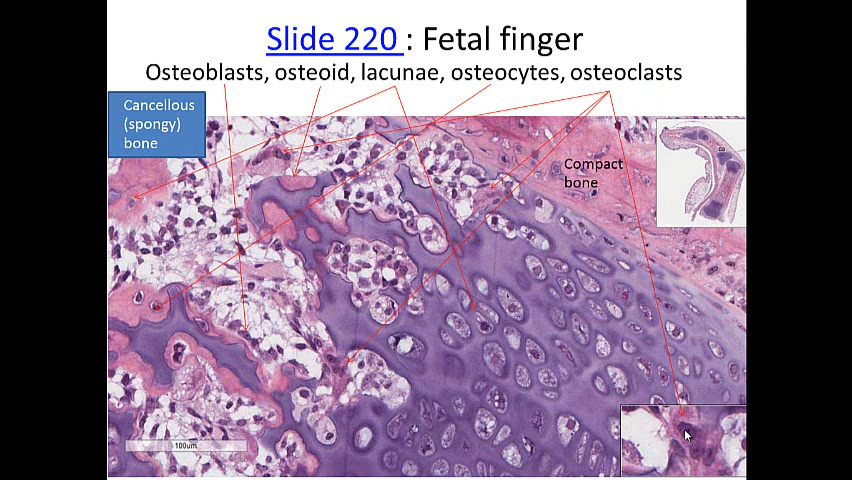 Slide 220 : Fetal finger
Osteoblasts, osteoid, lacunae, osteocytes, osteoclasts
Cancellous
(spongy)
bone
Compact
bone
100um